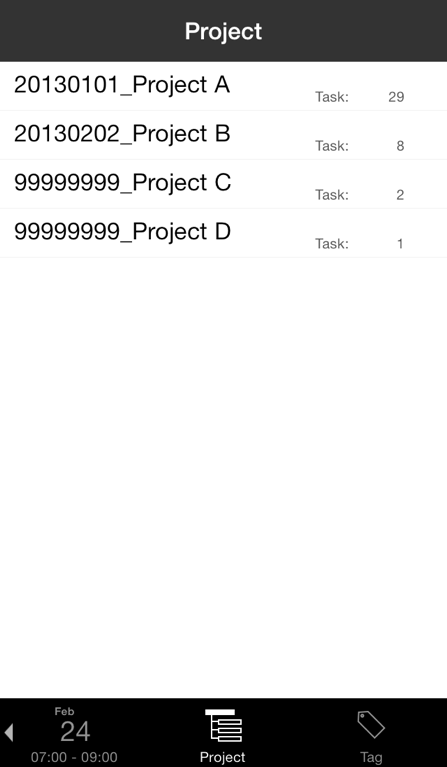 Project
20130101_Project A
Task: 29
20130202_Project B
Task: 8
99999999_Project C
Task: 2
99999999_Project D
Task: 1
Feb
24
07:00 - 09:00
Project
Tag